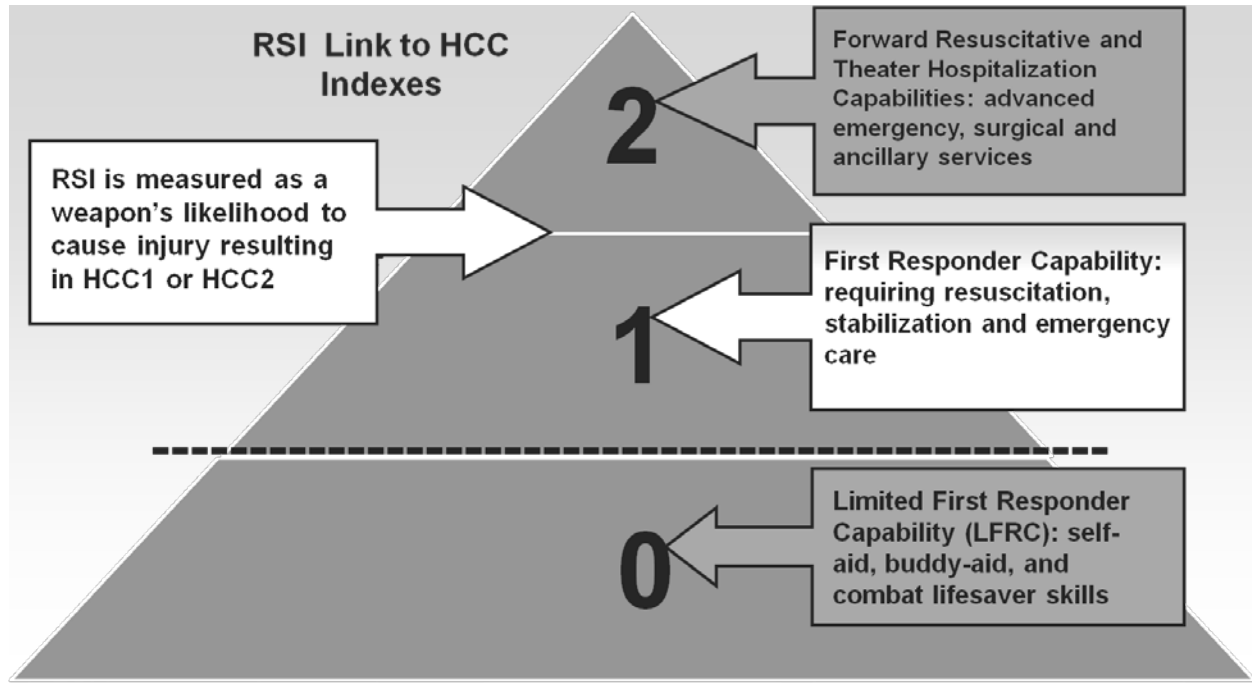 RSI Link to HCC
Indexes
2
Forward Resuscitative and
Theater Hospitalization
Capabilities: advanced
emergency, surgical and
ancillary services
RSI is measured as a
weapon's likelihood to
cause injury resulting
in HCC1 or HCC2
1
First Responder Capability:
requiring resuscitation,
stabilization and emergency
care
0
Limited First Responder
Capability (LFRC): self-
aid, buddy-aid, and
combat lifesaver skills